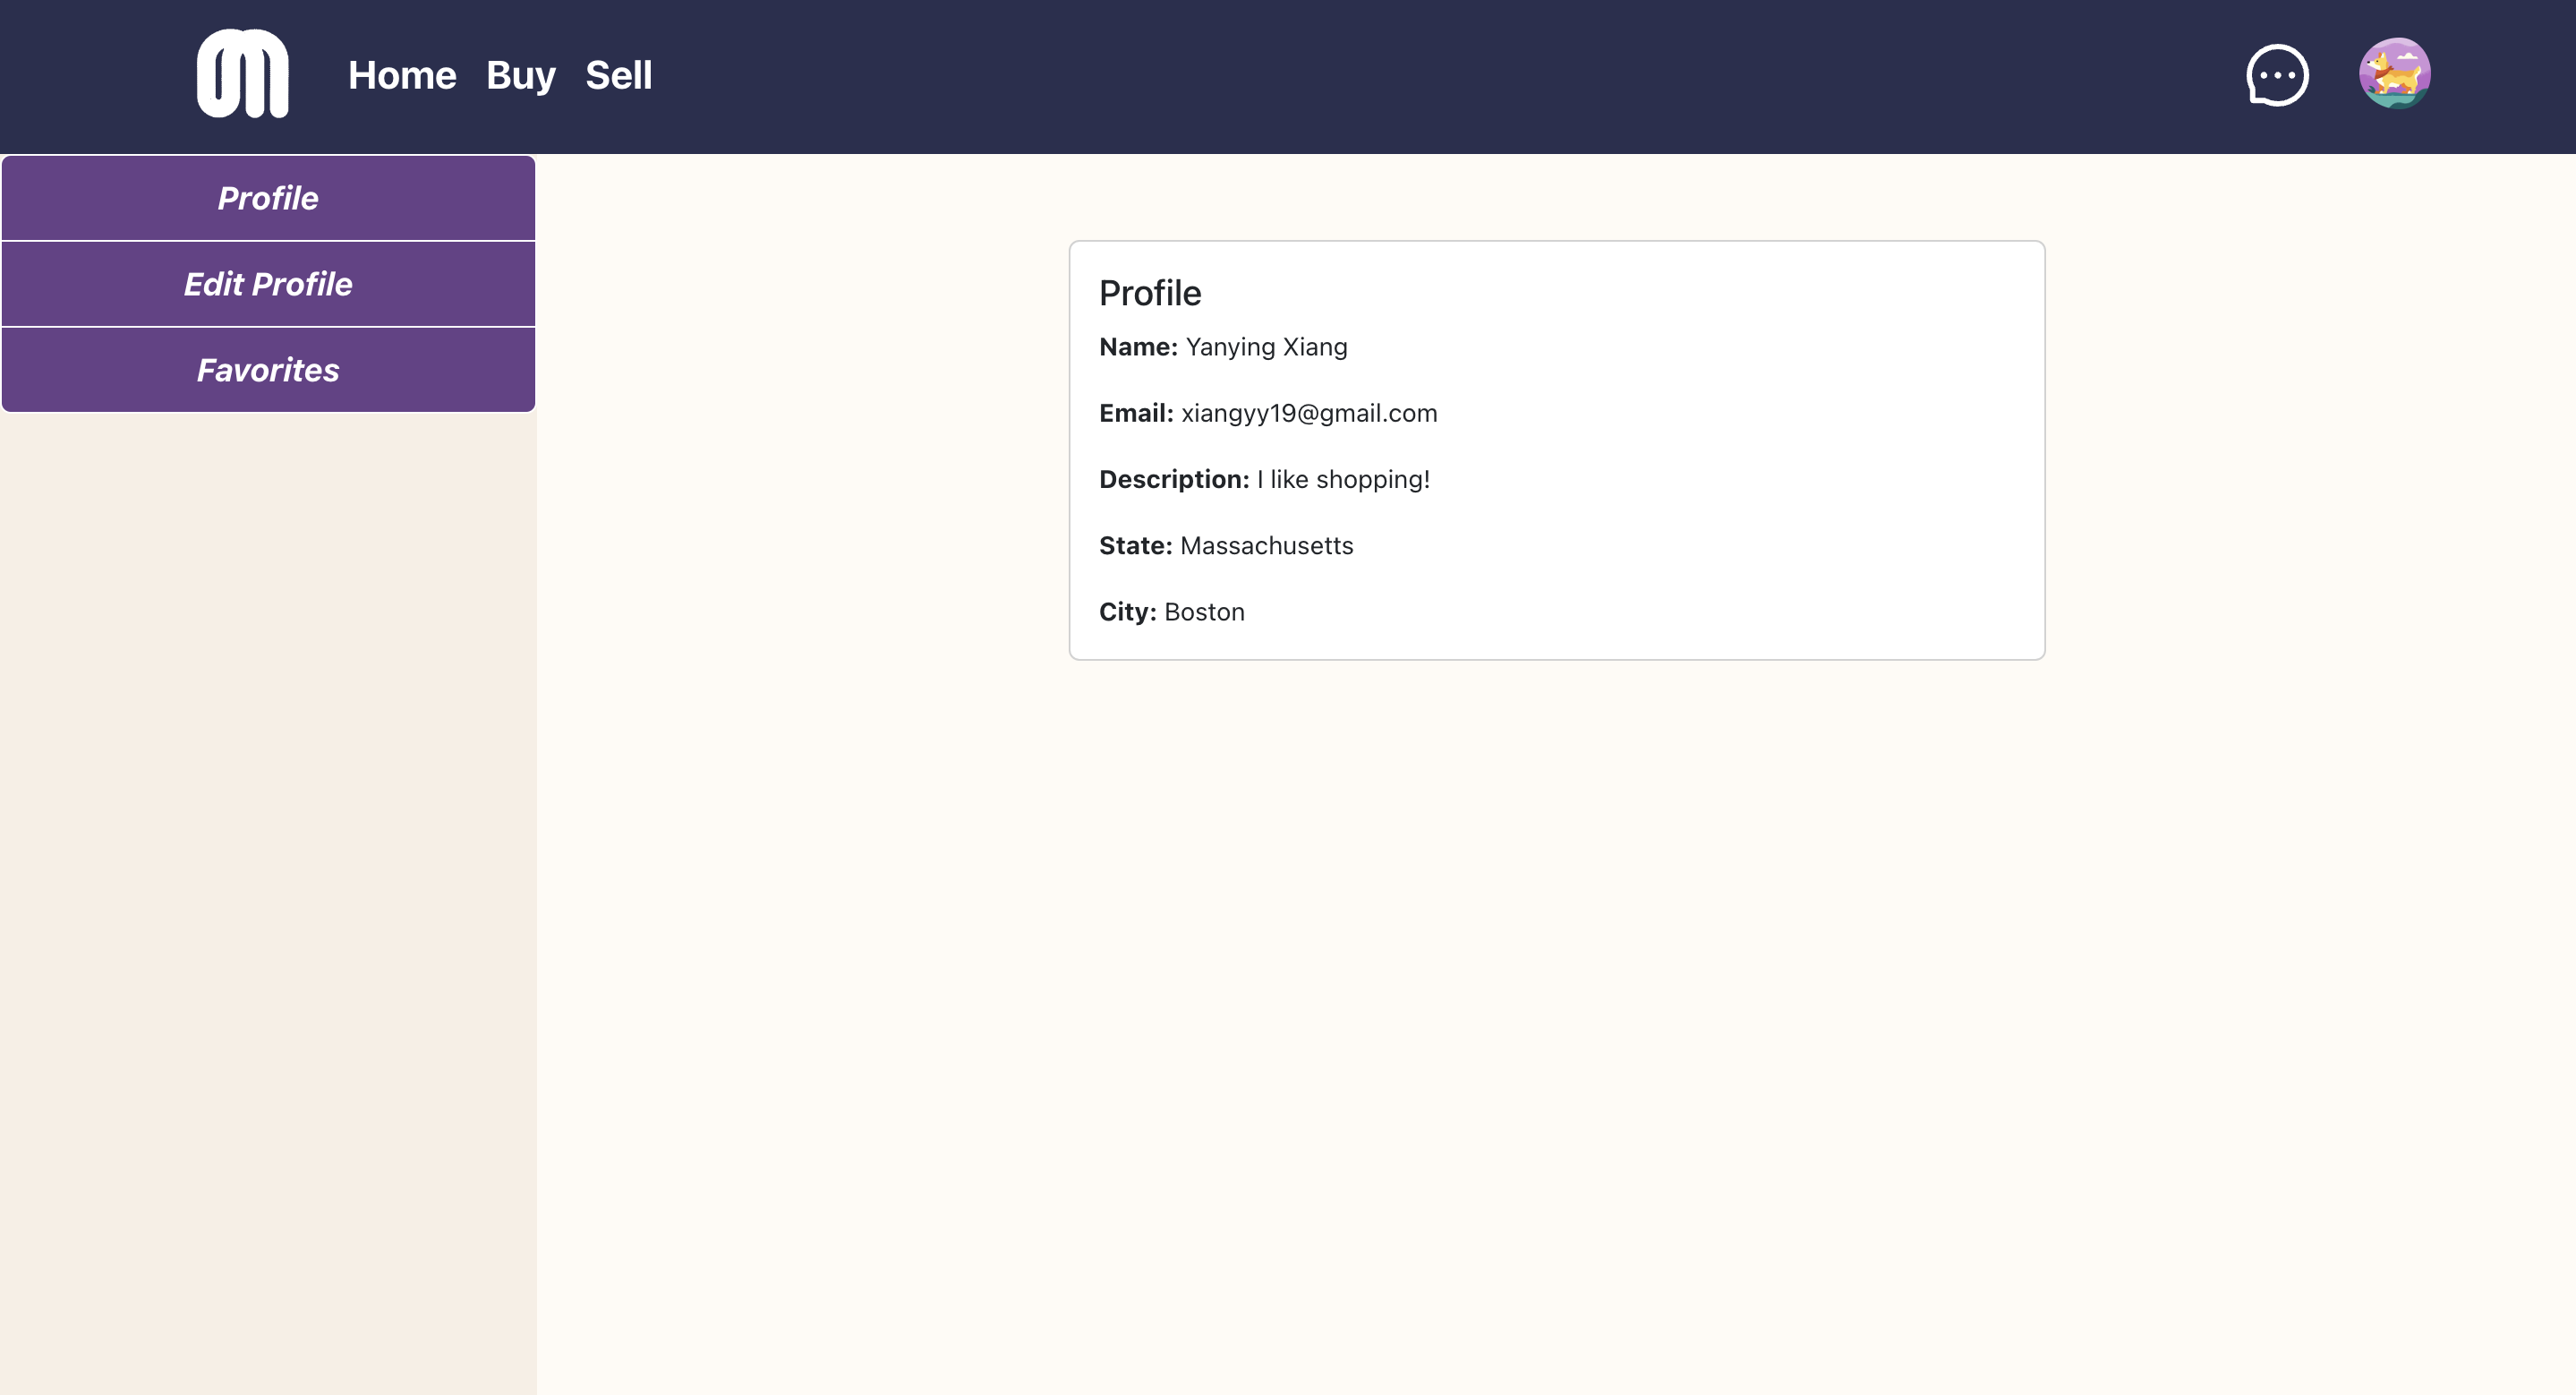 Home Buy Sell
Profile
Edit Profile
Favorites
Profile
Name: Yanying Xiang
Email: xiangyy19@gmail.com
Description: I like shopping!
State: Massachusetts
City: Boston